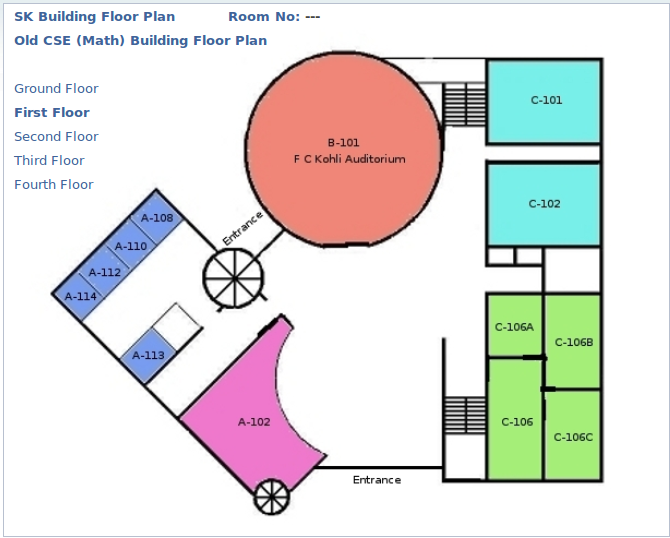 SK Building Floor Plan Room No: ---
Old CSE (Math) Building Floor Plan
Ground Floor
First Floor
Second Floor
Third Floor
Fourth Floor
B-101
F C Kohli Auditorium
C-101
C-102
Entrance
A-108
A-110
A-112
A-114
A-113
A-102
C-106A
C-106B
C-106
C-106C
Entrance